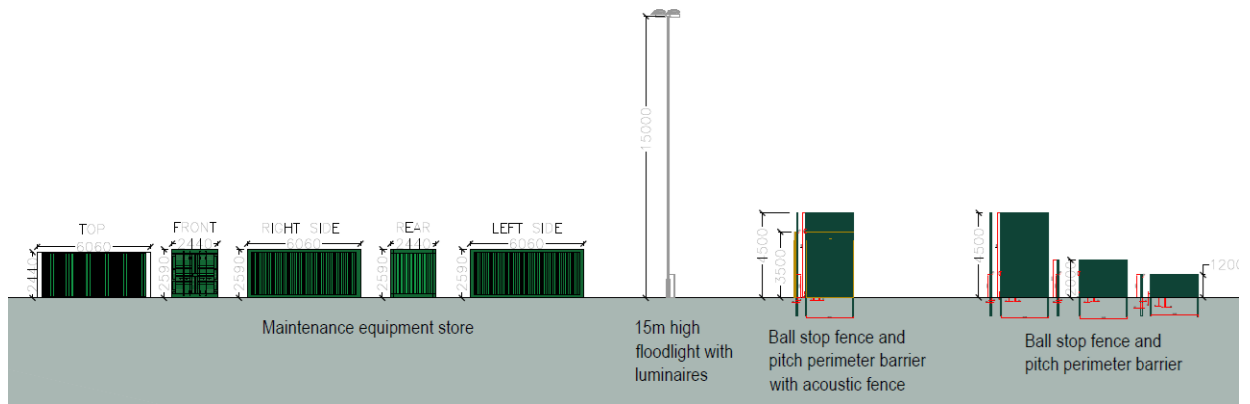 TOP
6060
2440
FRONT
2440
2590
RIGHT SIDE
6060
2590
REAR
2440
2590
LEFT SIDE
6060
2590
Maintenance equipment store
15000
15m high
floodlight with
luminaires
4500
3500
Ball stop fence and
pitch perimeter barrier
with acoustic fence
4500
2000
1200
Ball stop fence and
pitch perimeter barrier